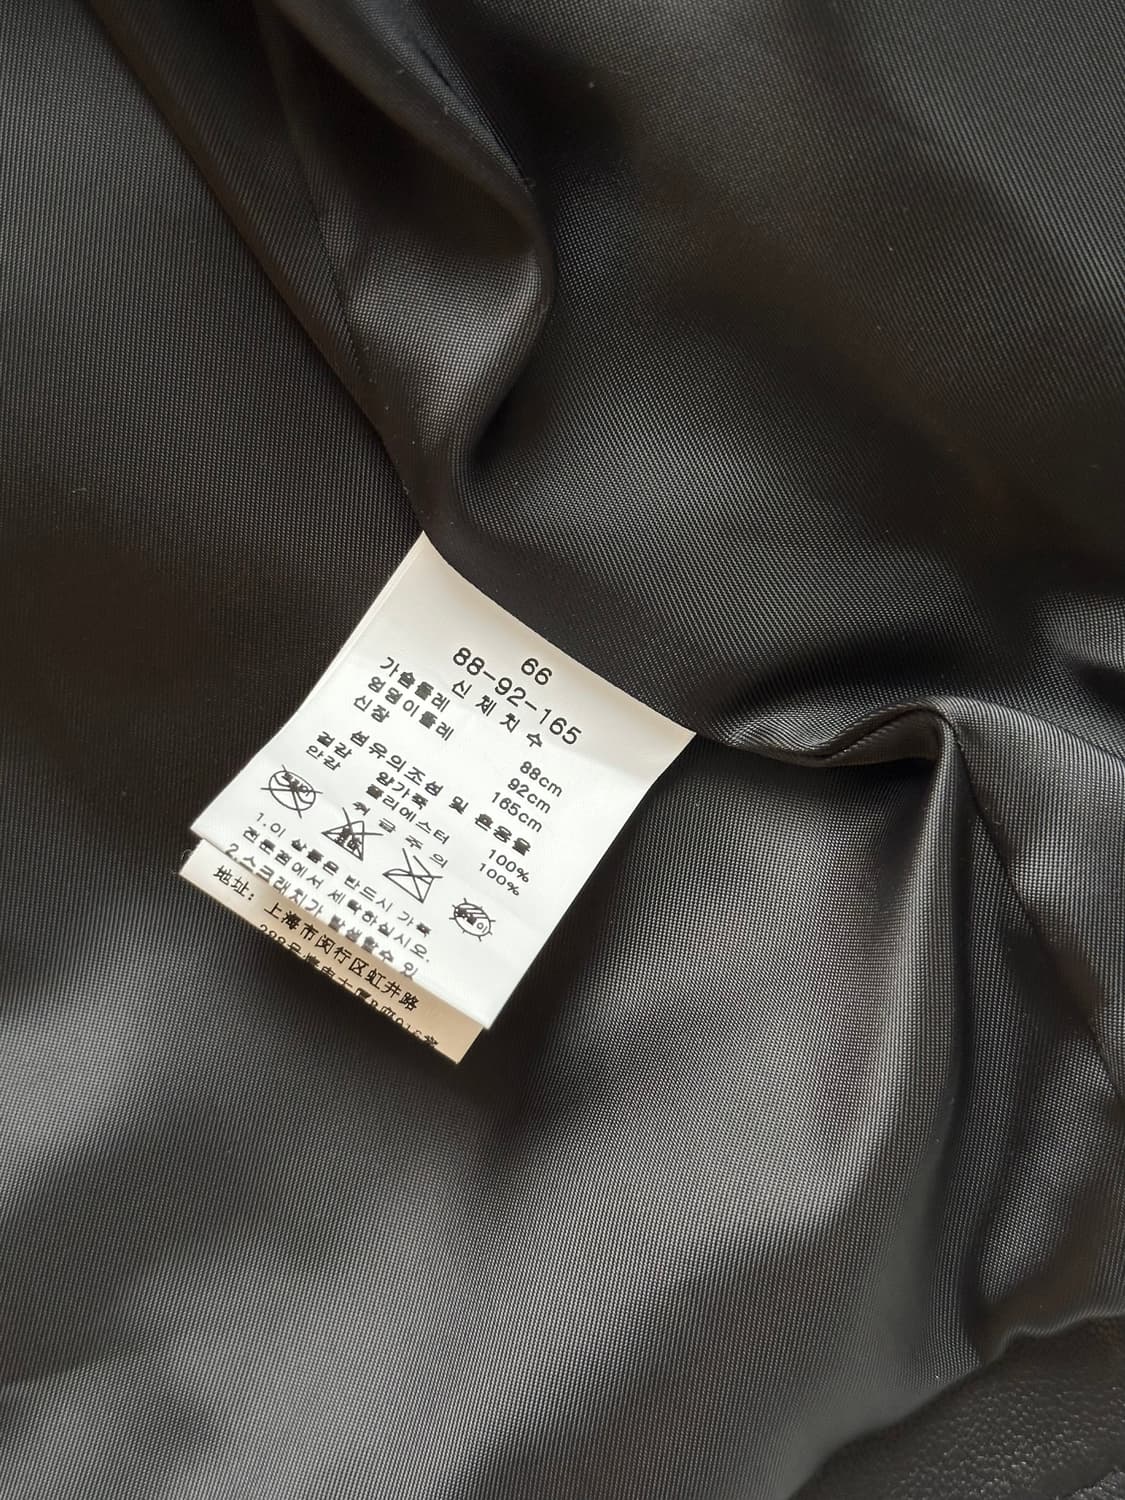 66
88-92-165
신 체 치 수
가슴둘레 88cm
엉덩이둘레 92cm
신장 165cm
섬유의조성 및 혼용율
겉감 양가죽 100%
안감 폴리에스터 100%
취 급 주 의
1.이 상품은 반드시 가죽
전문점에서 세탁하십시오.
2.스크래치가 발생할수 있
地址: 上海市闵行区虹井路